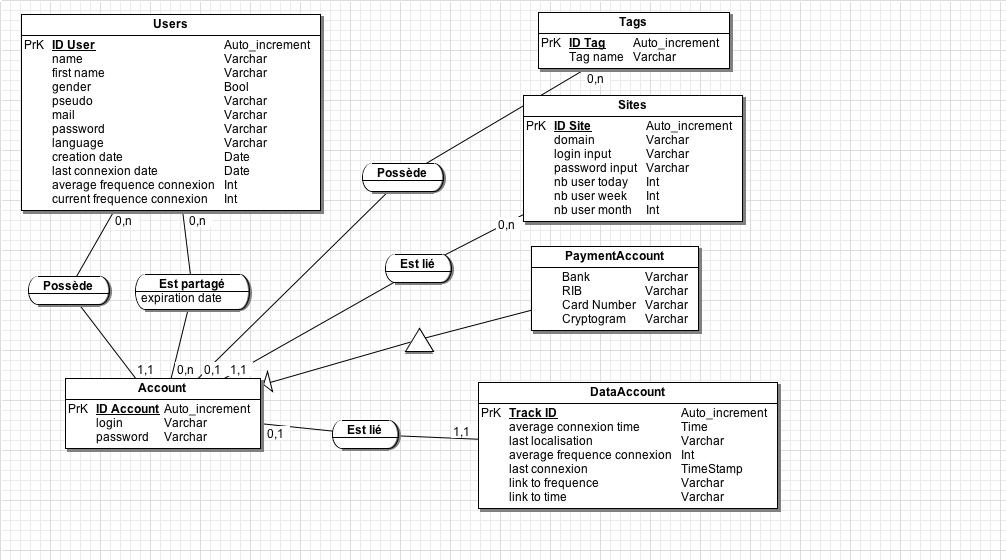 Users
PrK ID User Auto_increment
name Varchar
first name Varchar
gender Bool
pseudo Varchar
mail Varchar
password Varchar
language Varchar
creation date Date
last connexion date Date
average frequence connexion Int
current frequence connexion Int
Tags
PrK ID Tag Auto_increment
Tag name Varchar
0,n
Sites
PrK ID Site Auto_increment
domain Varchar
login input Varchar
password input Varchar
nb user today Int
nb user week Int
nb user month Int
Possède
0,n
0,n
0,n
Est lié
PaymentAccount
Bank Varchar
RIB Varchar
Card Number Varchar
Cryptogram Varchar
Possède
Est partagé
expiration date
1,1
0,n
0,1
1,1
Account
PrK ID Account Auto_increment
login Varchar
password Varchar
0,1
Est lié
1,1
DataAccount
PrK Track ID Auto_increment
average connexion time Time
last localisation Varchar
average frequence connexion Int
last connexion TimeStamp
link to frequence Varchar
link to time Varchar